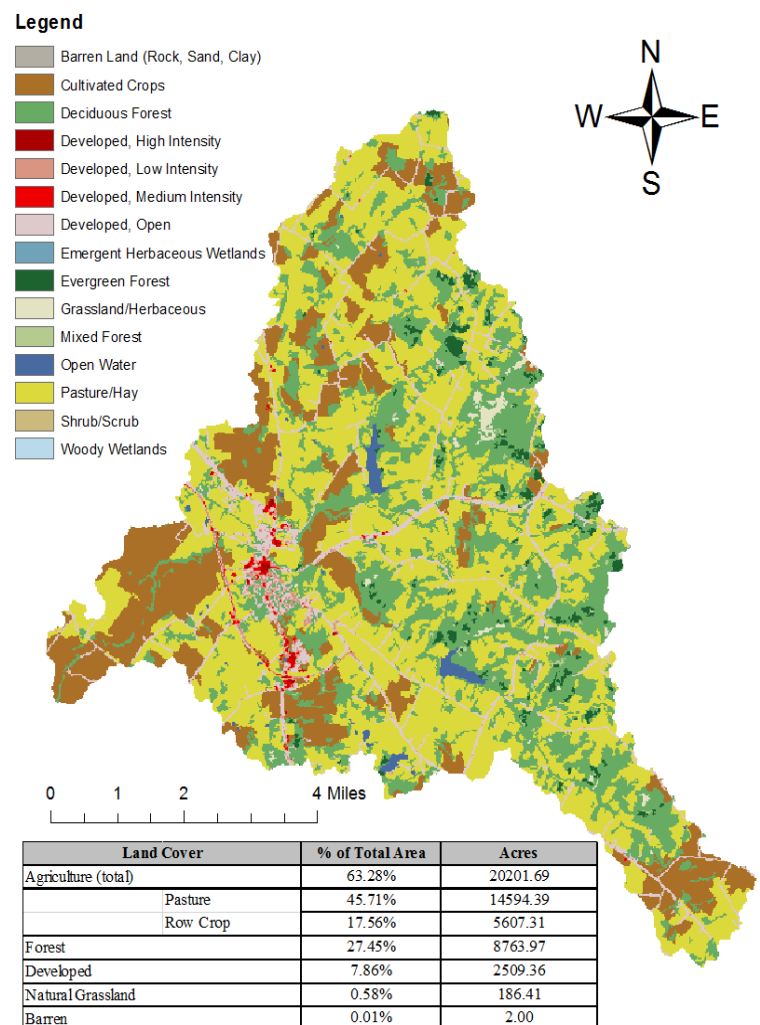 Legend
Barren Land (Rock, Sand, Clay)
Cultivated Crops
Deciduous Forest
Developed, High Intensity
Developed, Low Intensity
Developed, Medium Intensity
Developed, Open
Emergent Herbaceous Wetlands
Evergreen Forest
Grassland/Herbaceous
Mixed Forest
Open Water
Pasture/Hay
Shrub/Scrub
Woody Wetlands
N
W E
S
0 1 2 4 Miles
Land Cover % of Total Area Acres
Agriculture (total) 63.28% 20201.69
Pasture 45.71% 14594.39
Row Crop 17.56% 5607.31
Forest 27.45% 8763.97
Developed 7.86% 2509.36
Natural Grassland 0.58% 186.41
Barren 0.01% 2.00